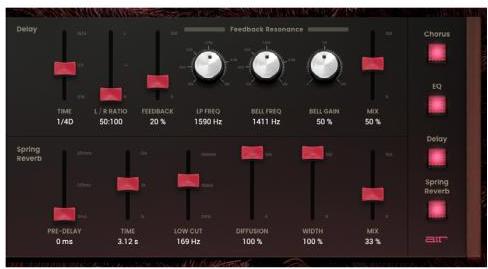 Delay
Feedback Resonance
TIME
1/4D
L / R RATIO
50:100
FEEDBACK
20 %
LP FREQ
1590 Hz
BELL FREQ
1411 Hz
BELL GAIN
50 %
MIX
50 %
Spring
Reverb
PRE-DELAY
0 ms
TIME
3.12 s
LOW CUT
169 Hz
DIFFUSION
100 %
WIDTH
100 %
MIX
33 %
Chorus
EQ
Delay
Spring
Reverb
air